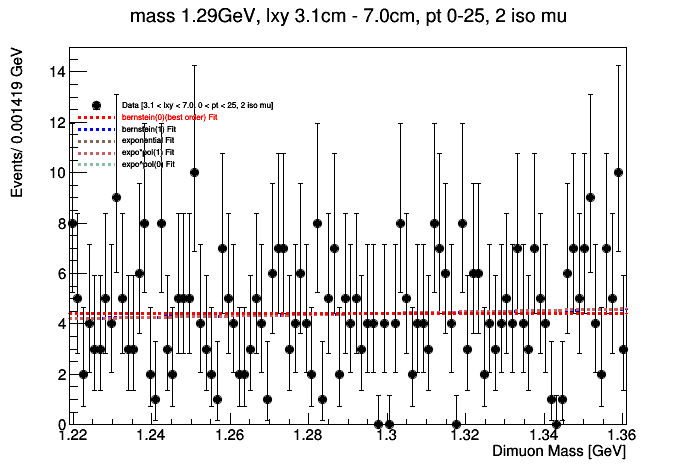 mass 1.29GeV, lxy 3.1cm - 7.0cm, pt 0-25, 2 iso mu
Events/ 0.001419 GeV
14
12
10
8
6
4
2
0
Data [3.1 < lxy < 7.0, 0 < pt < 25, 2 iso mu]
bernstein(0)(best order) Fit
bernstein(1) Fit
exponential Fit
expo*pol(1) Fit
expo*pol(0) Fit
1.22 1.24 1.26 1.28 1.3 1.32 1.34 1.36
Dimuon Mass [GeV]